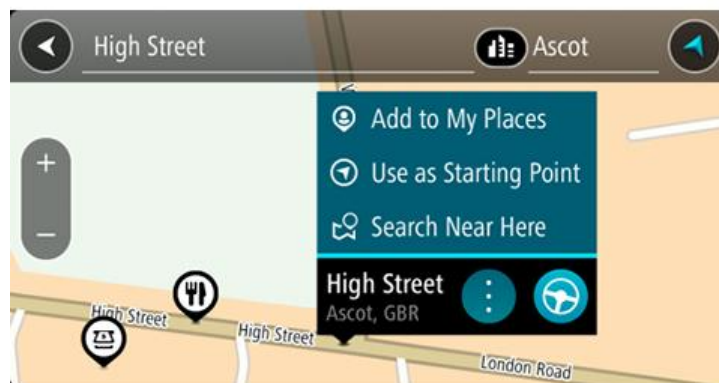 High Street
Ascot
Add to My Places
Use as Starting Point
Search Near Here
High Street
Ascot, GBR
High Street
High Street
London Road